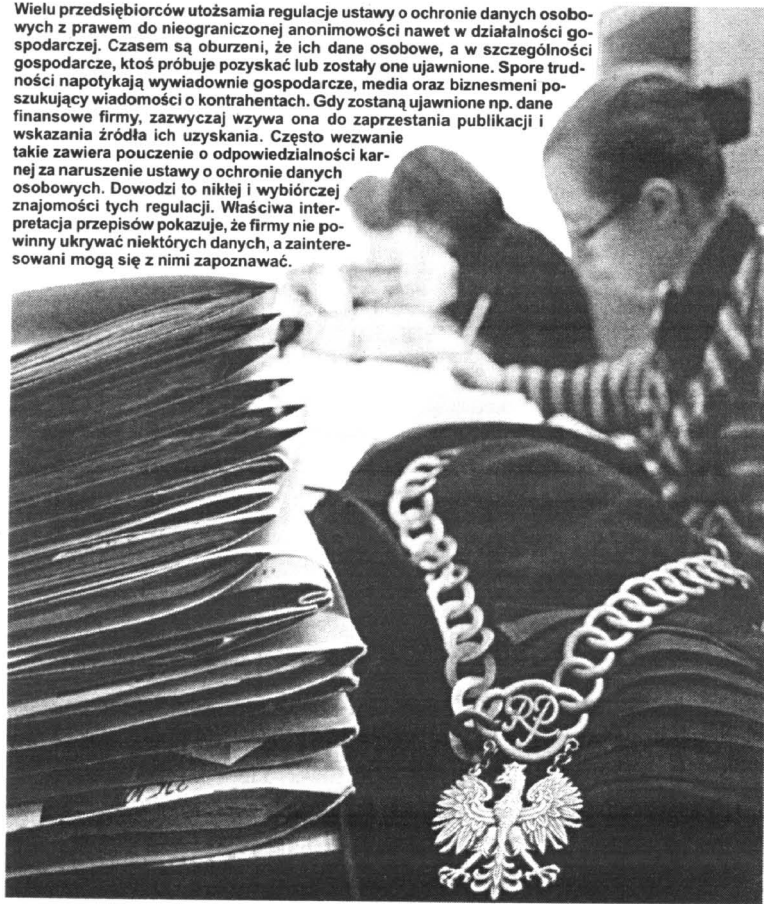 Wielu przedsiębiorców utożsamia regulacje ustawy o ochronie danych osobo-
wych z prawem do nieograniczonej anonimowości nawet w działalności go-
spodarczej. Czasem są oburzeni, że ich dane osobowe, a w szczególności
gospodarcze, ktoś próbuje pozyskać lub zostały one ujawnione. Spore trud-
ności napotykają wywiadownie gospodarcze, media oraz biznesmeni po-
szukujący wiadomości o kontrahentach. Gdy zostaną ujawnione np. dane
finansowe firmy, zazwyczaj wzywa ona do zaprzestania publikacji i
wskazania źródła ich uzyskania. Często wezwanie
takie zawiera pouczenie o odpowiedzialności kar-
nej za naruszenie ustawy o ochronie danych
osobowych. Dowodzi to nikłej i wybiórczej
znajomości tych regulacji. Właściwa inter-
pretacja przepisów pokazuje, że firmy nie po-
winny ukrywać niektórych danych, a zaintere-
sowani mogą się z nimi zapoznawać.
RP